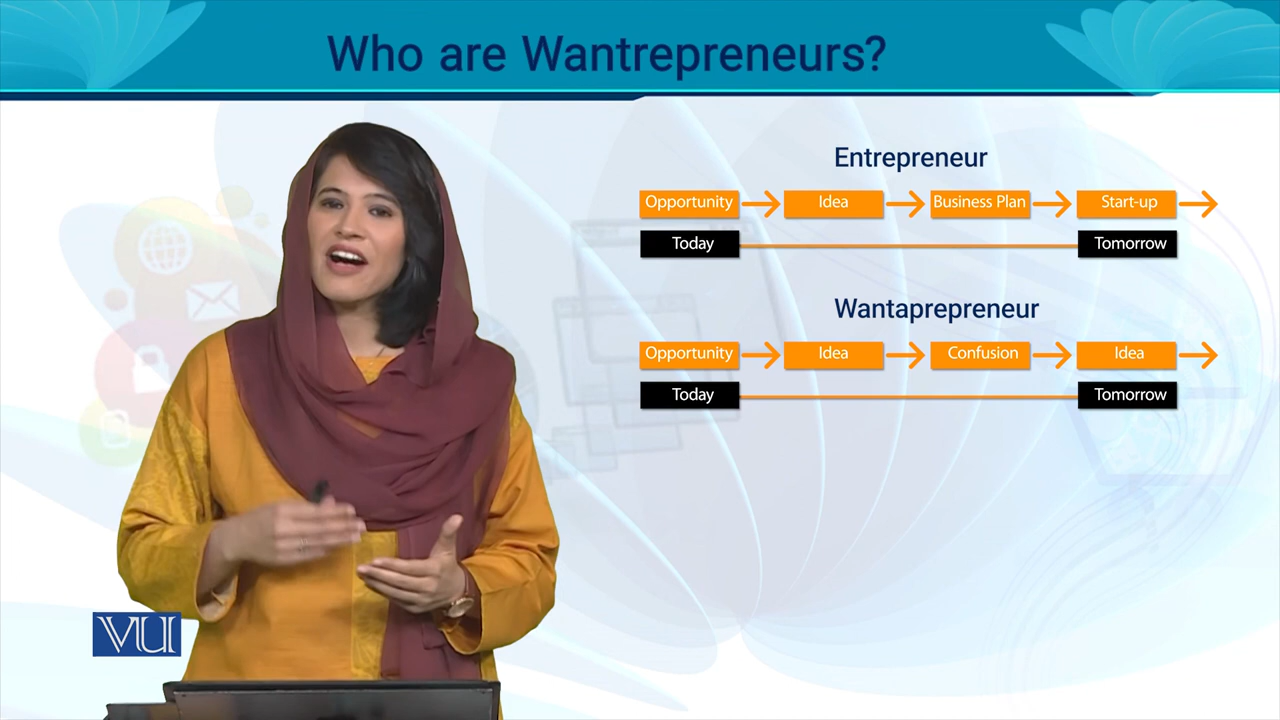 Who are Wantrepreneurs?
Entrepreneur
Opportunity Idea Business Plan Start-up
Today Tomorrow
Wantaprepreneur
Opportunity Idea Confusion Idea
Today Tomorrow
VU